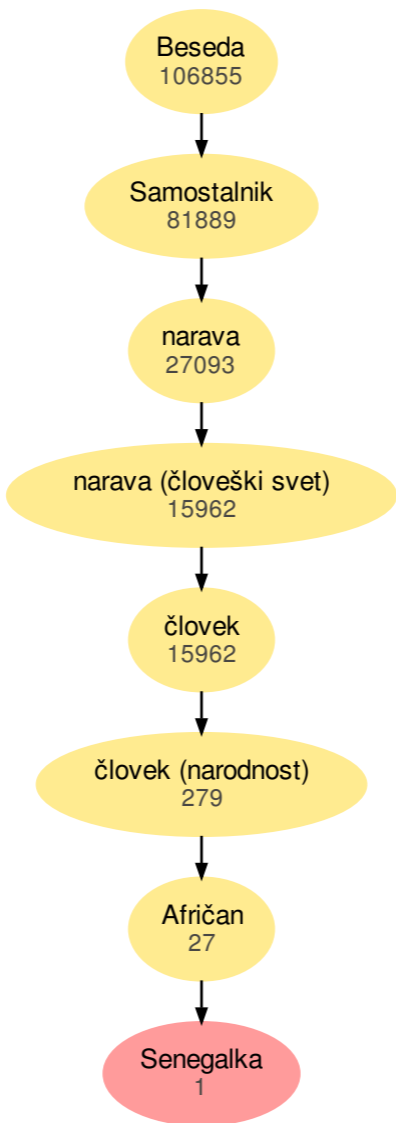 Beseda
106855
Samostalnik
81889
narava
27093
narava (človeški svet)
15962
človek
15962
človek (narodnost)
279
Afričan
27
Senegalka
1